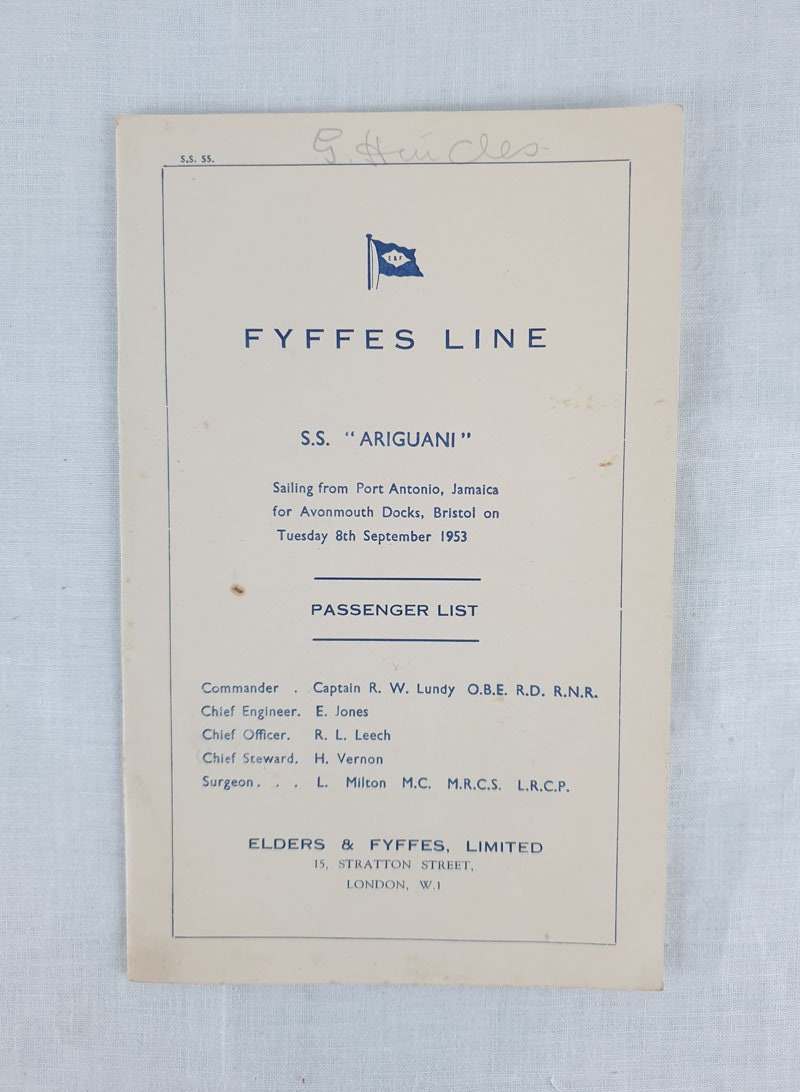 S.S. 55.
G.
E & F
FYFFES LINE
S.S. "ARIGUANI"
Sailing from Port Antonio, Jamaica
for Avonmouth Docks, Bristol on
Tuesday 8th September 1953
PASSENGER LIST
Commander . Captain R. W. Lundy O.B.E. R.D. R.N.R.
Chief Engineer. E. Jones
Chief Officer. R. L. Leech
Chief Steward. H. Vernon
Surgeon . . . L. Milton M.C. M.R.C.S. L.R.C.P.
ELDERS & FYFFES, LIMITED
15, STRATTON STREET,
LONDON, W.1